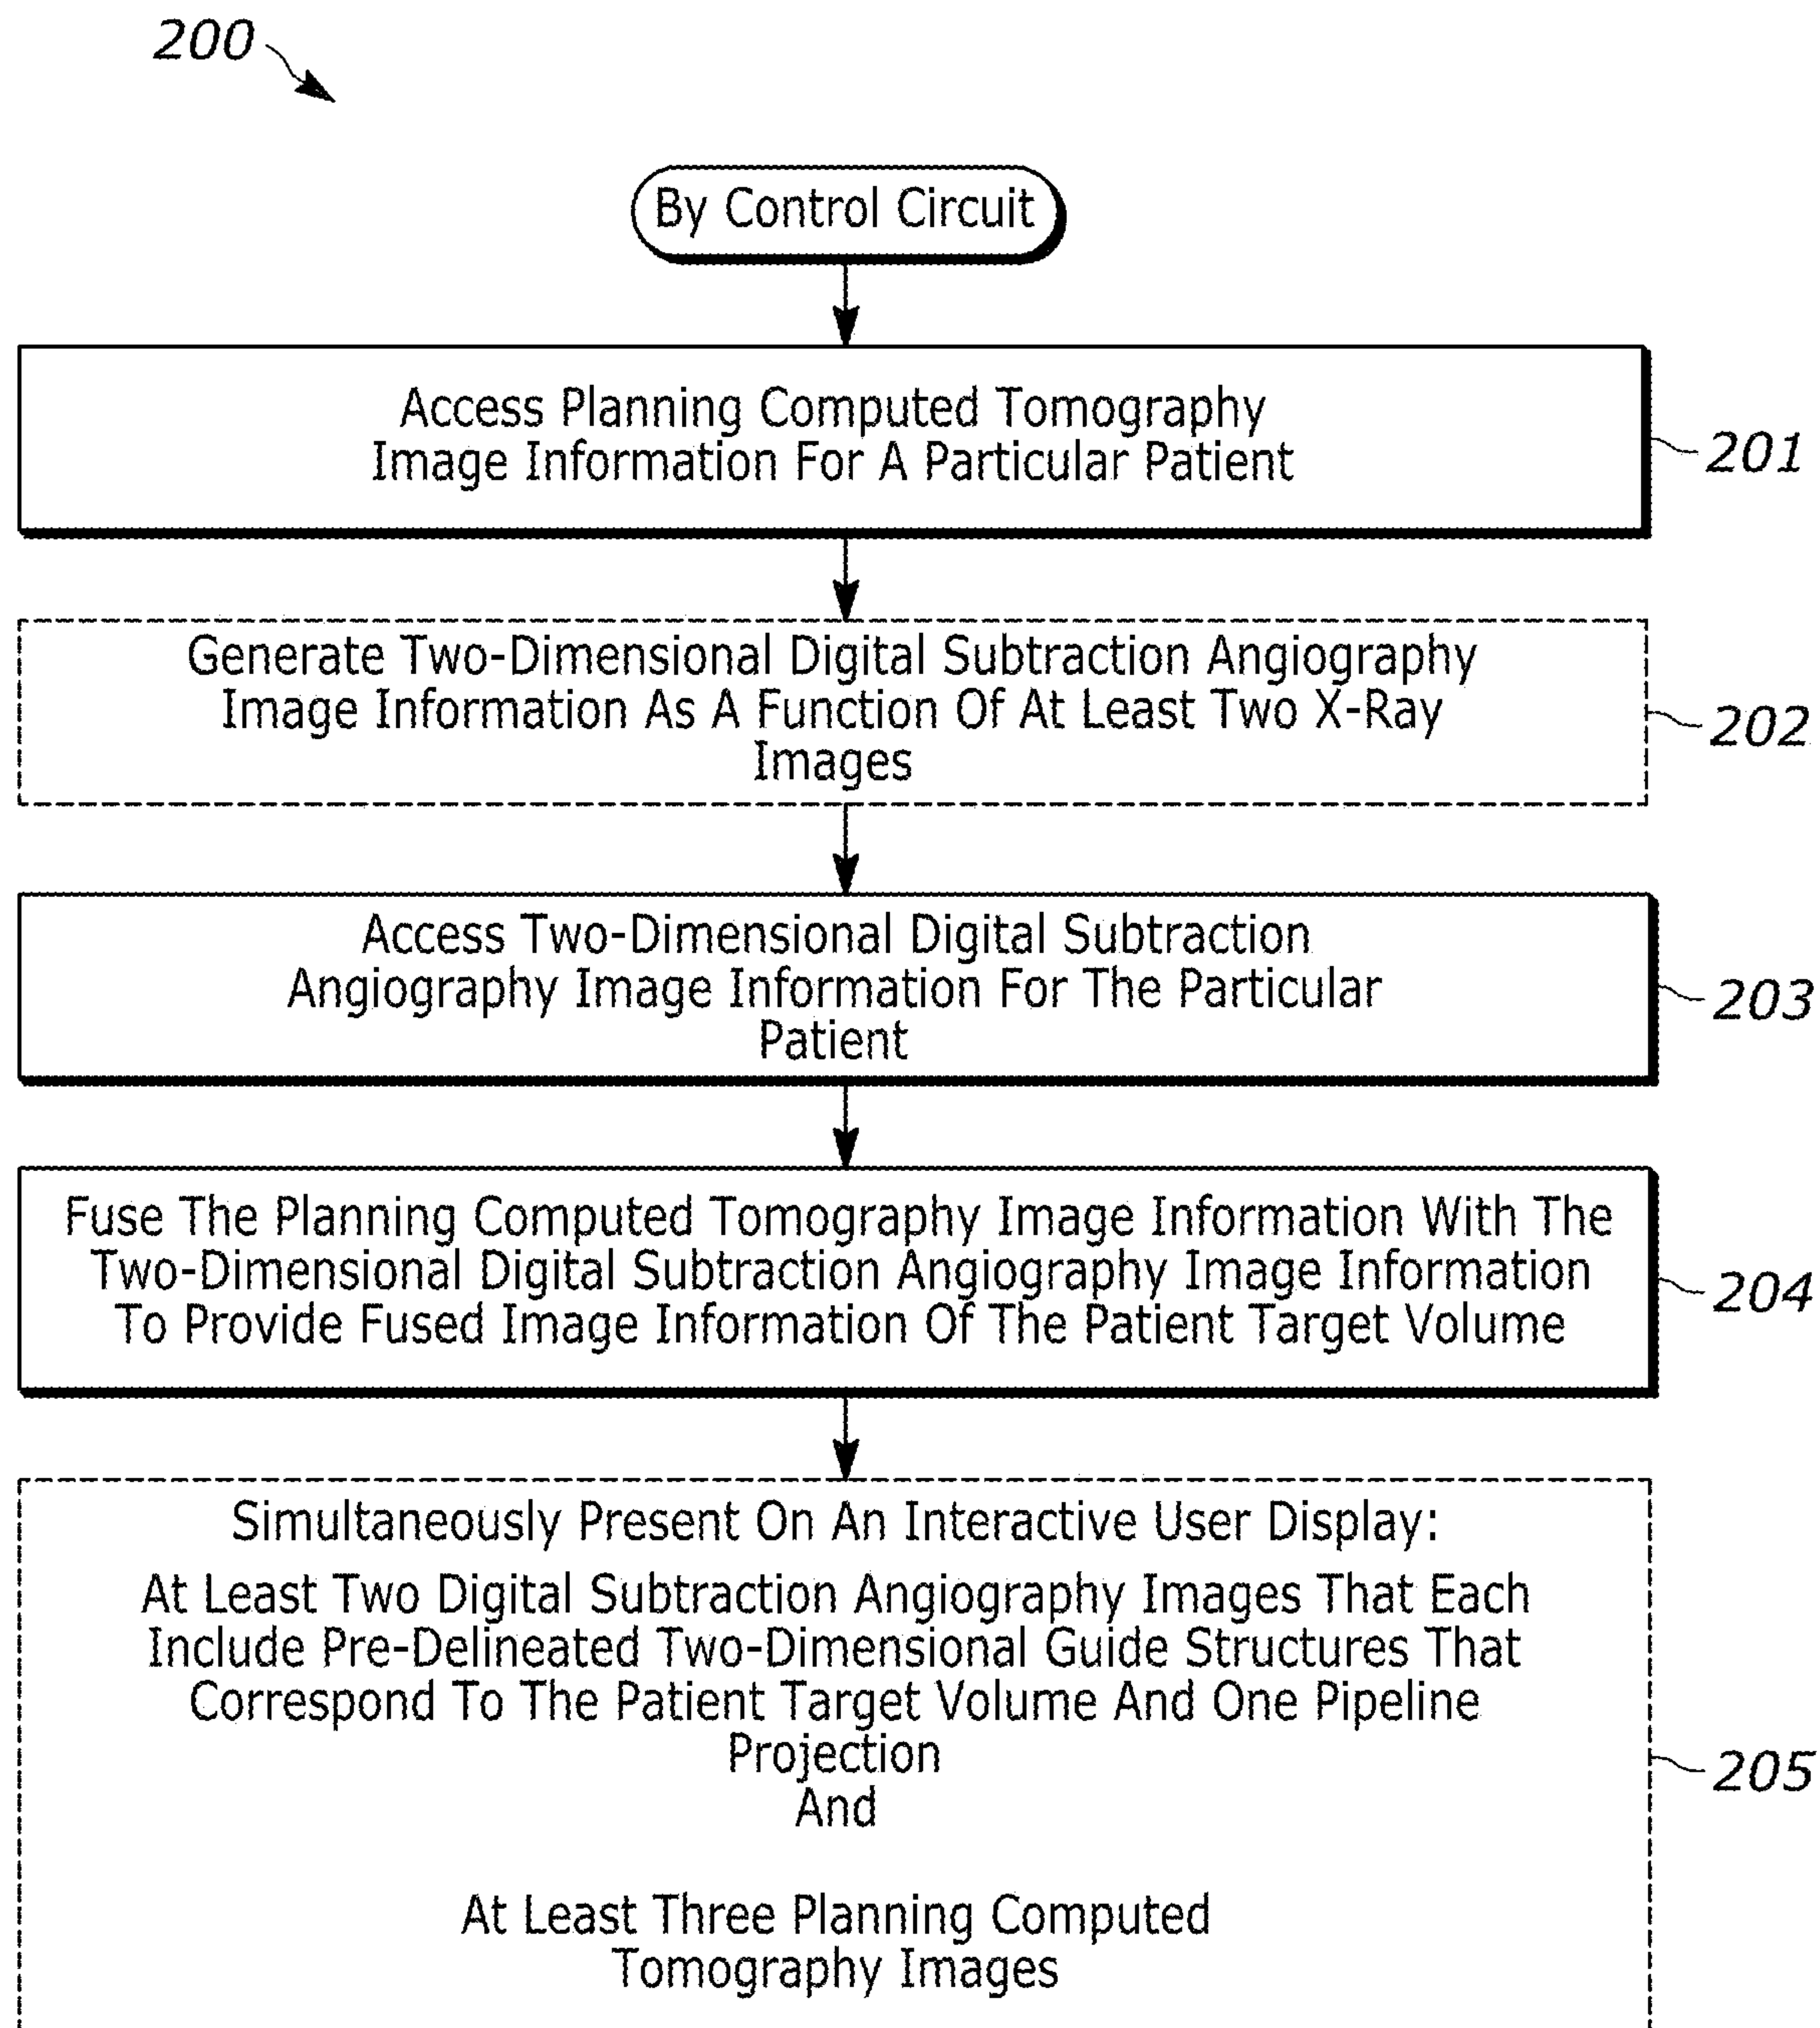 200
By Control Circuit
Access Planning Computed Tomography
Image Information For A Particular Patient
201
Generate Two-Dimensional Digital Subtraction Angiography
Image Information As A Function Of At Least Two X-Ray
Images
202
Access Two-Dimensional Digital Subtraction
Angiography Image Information For The Particular
Patient
203
Fuse The Planning Computed Tomography Image Information With The
Two-Dimensional Digital Subtraction Angiography Image Information
To Provide Fused Image Information Of The Patient Target Volume
204
Simultaneously Present On An Interactive User Display:
At Least Two Digital Subtraction Angiography Images That Each
Include Pre-Delineated Two-Dimensional Guide Structures That
Correspond To The Patient Target Volume And One Pipeline
Projection
And
At Least Three Planning Computed
Tomography Images
205